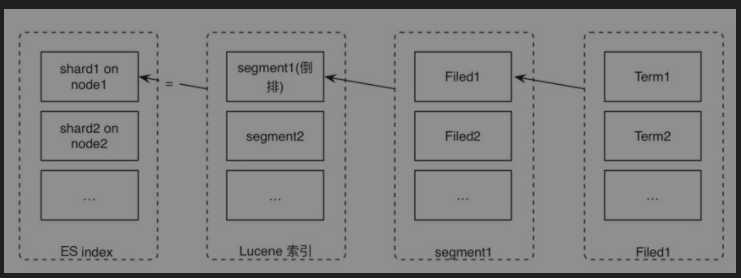 shard1 on
node1
=
segment1(倒
排)
Filed1
Term1
shard2 on
node2
segment2
Filed2
Term2
...
...
...
...
ES index
Lucene 索引
segment1
Filed1